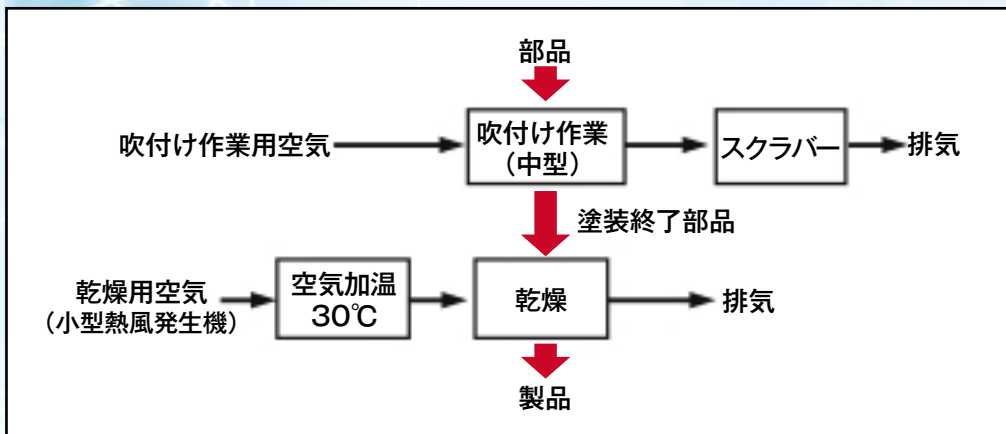 部品
吹付け作業用空気
吹付け作業
（中型）
スクラバー
排気
塗装終了部品
乾燥用空気
（小型熱風発生機）
空気加温
30℃
乾燥
排気
製品